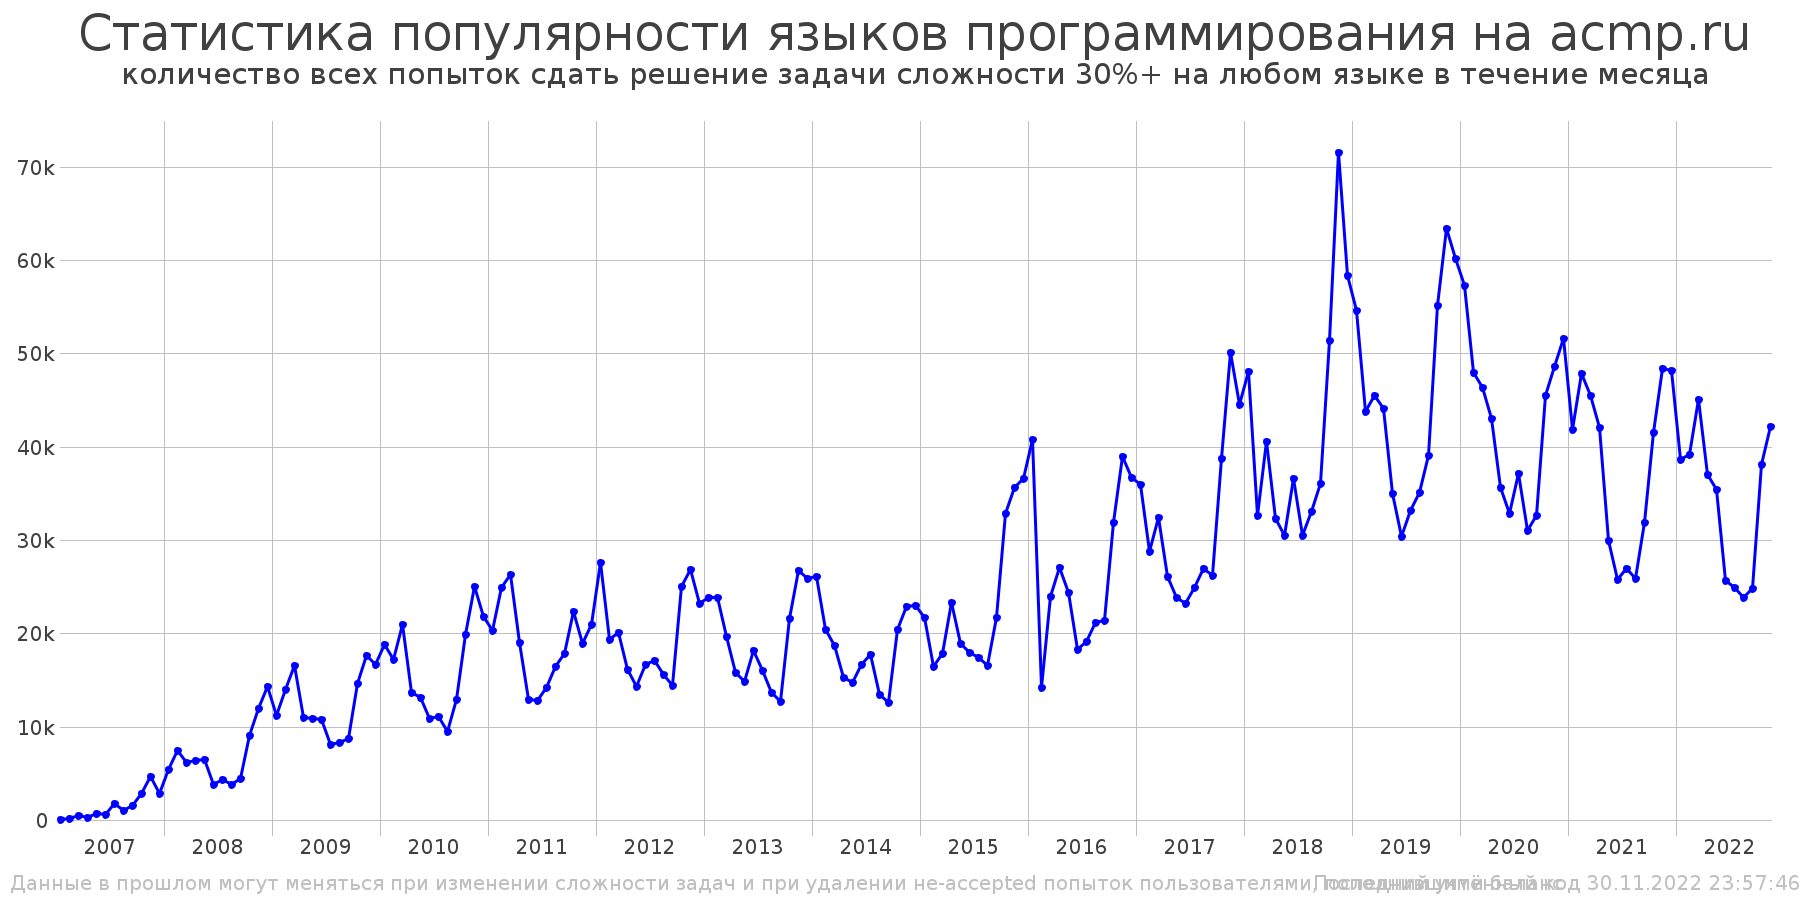 Статистика популярности языков программирования на acmp.ru
количество всех попыток сдать решение задачи сложности 30%+ на любом языке в течение месяца
70k
60k
50k
40k
30k
20k
10k
0
2007 2008 2009 2010 2011 2012 2013 2014 2015 2016 2017 2018 2019 2020 2021 2022
Данные в прошлом могут меняться при изменении сложности задач и при удалении не-accepted попыток пользователями,
код 30.11.2022 23:57:46